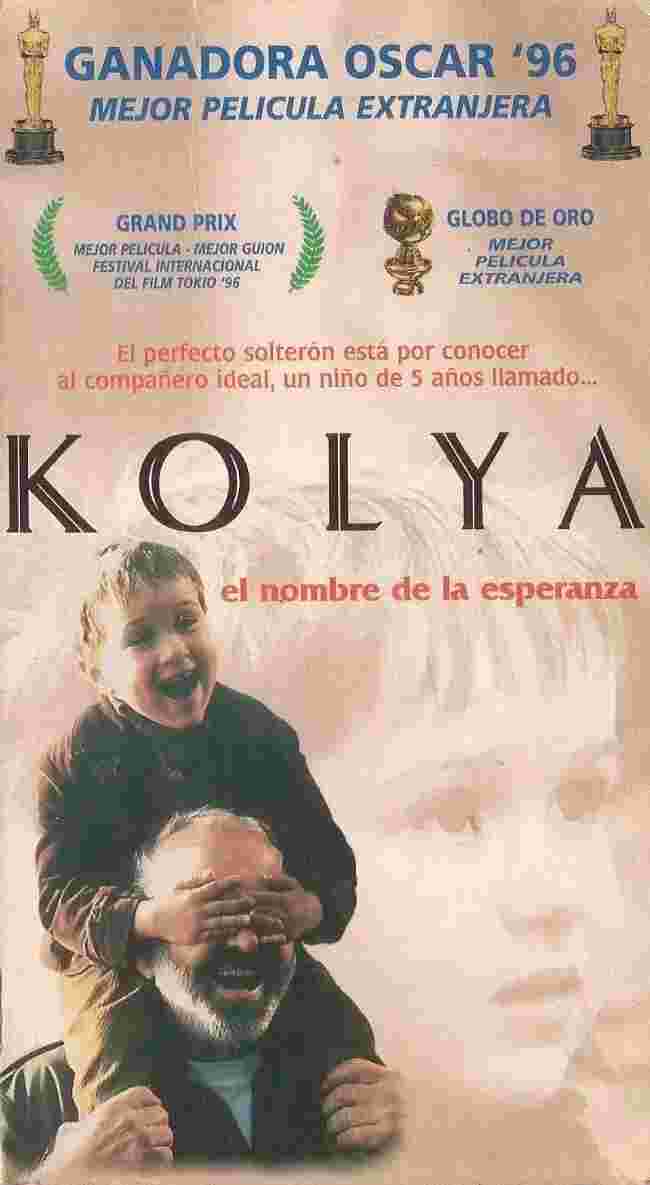 GANADORA OSCAR '96
MEJOR PELICULA EXTRANJERA
GRAND PRIX
MEJOR PELICULA - MEJOR GUION
FESTIVAL INTERNACIONAL
DEL FILM TOKIO '96
GLOBO DE ORO
MEJOR
PELICULA
EXTRANJERA
El perfecto solterón está por conocer
al compañero ideal, un niño de 5 años llamado...
KOLYA
el nombre de la esperanza